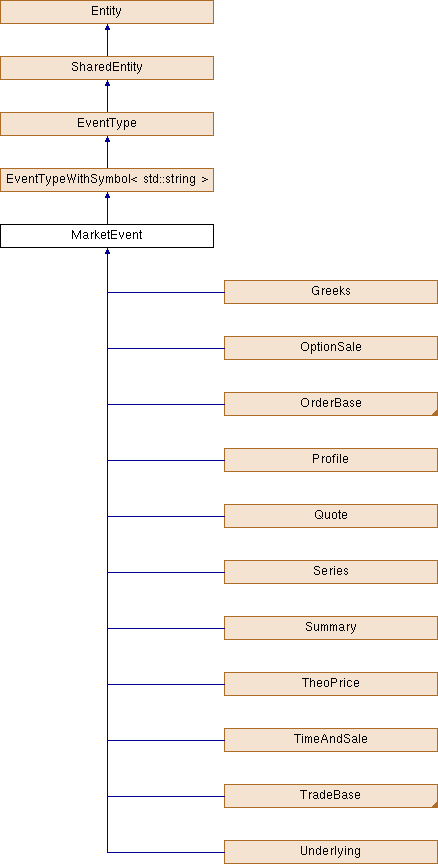 Entity
SharedEntity
EventType
EventTypeWithSymbol< std::string >
MarketEvent
Greeks
OptionSale
OrderBase
Profile
Quote
Series
Summary
TheoPrice
TimeAndSale
TradeBase
Underlying